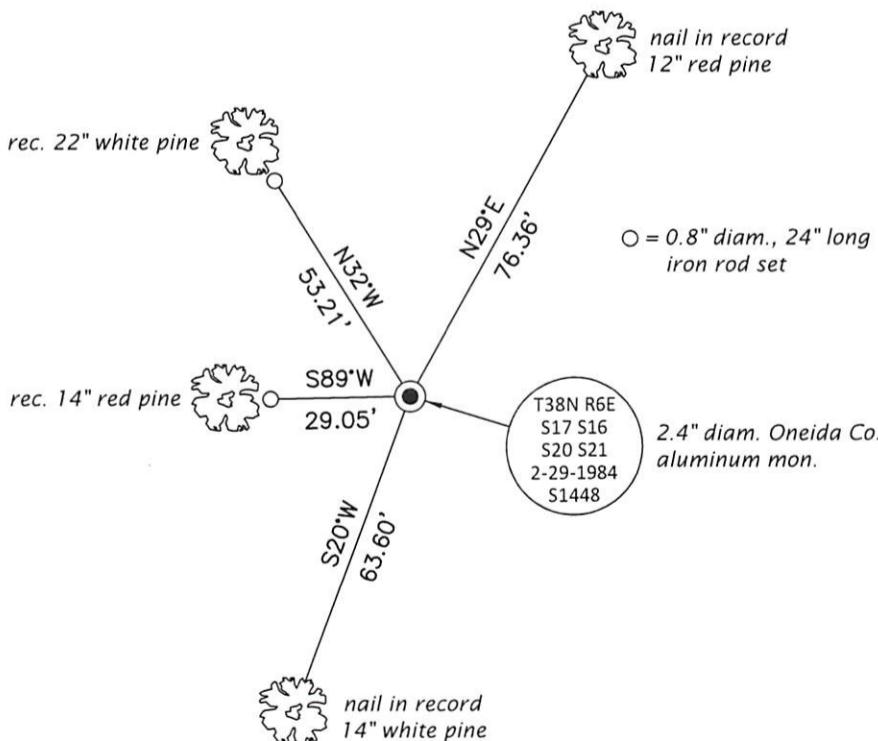 nail in record
12" red pine
rec. 22" white pine
N29°E
76.36'
O = 0.8" diam., 24" long
iron rod set
N32°W
53.21'
rec. 14" red pine
S89°W
29.05'
T38N R6E
S17 S16
S20 S21
2-29-1984
S1448
2.4" diam. Oneida Co.
aluminum mon.
S20°W
63.60'
nail in record
14" white pine